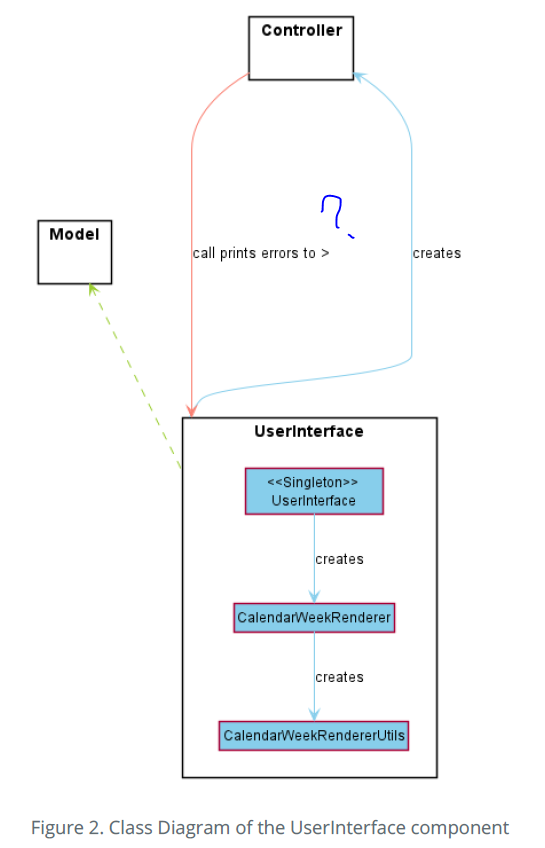 Controller
?
Model
call prints errors to >
creates
UserInterface
<<Singleton>>
UserInterface
creates
CalendarWeekRenderer
creates
CalendarWeekRendererUtils
Figure 2. Class Diagram of the UserInterface component